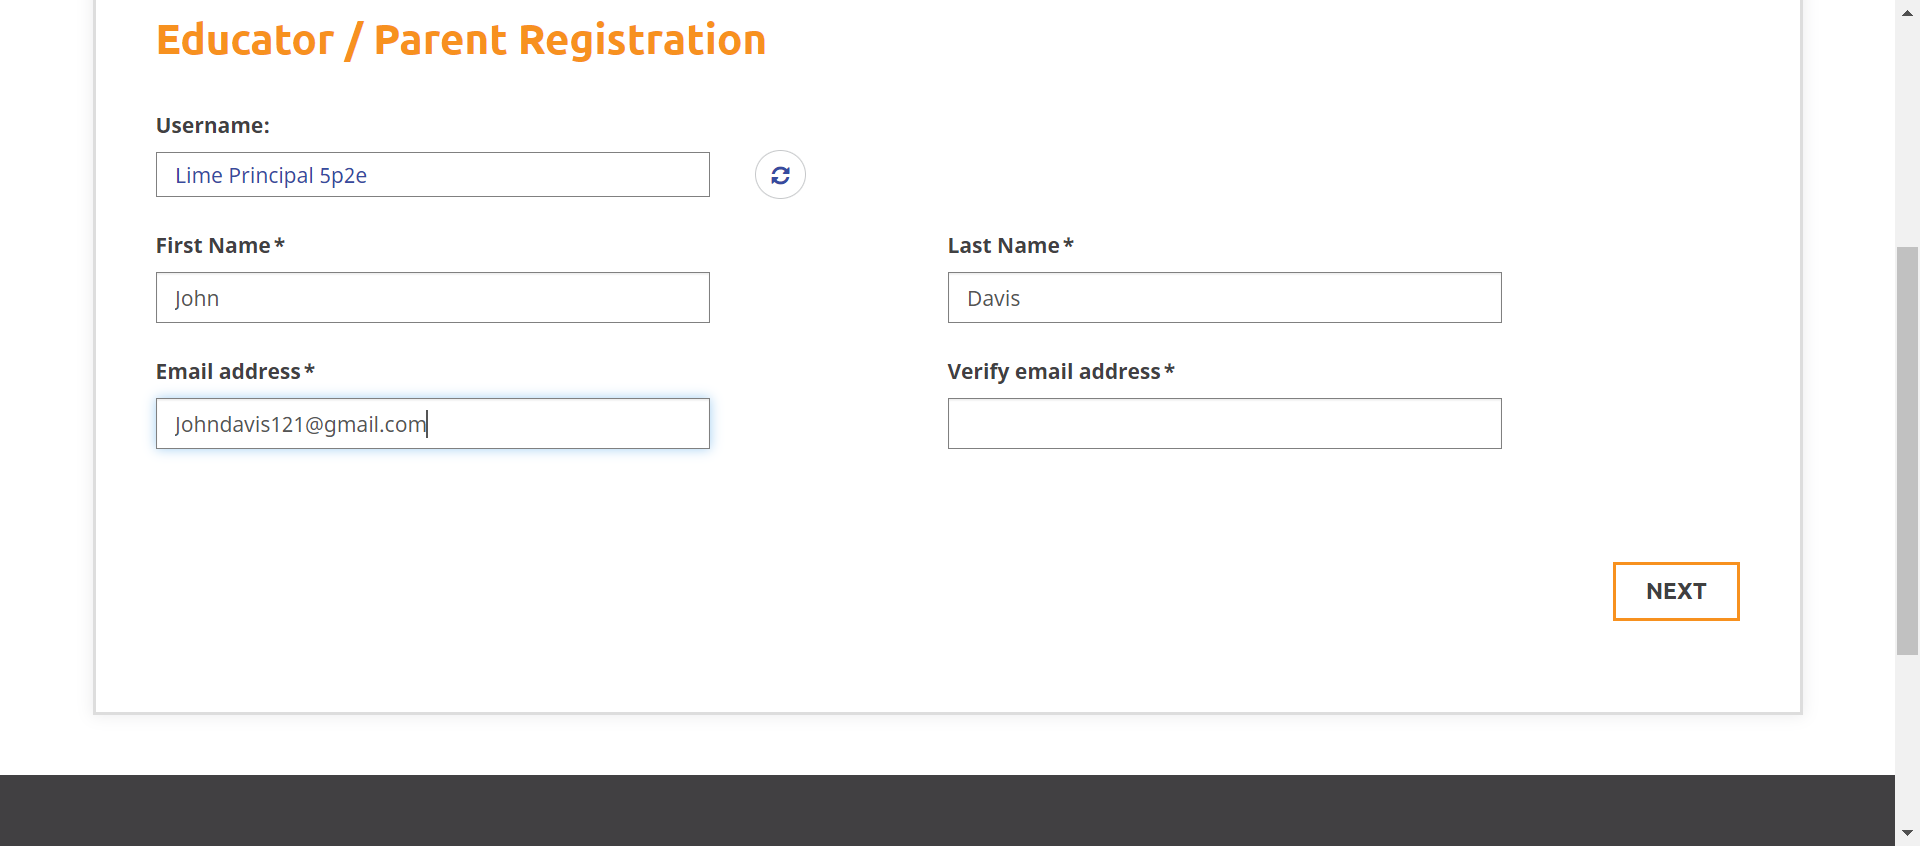 Educator / Parent Registration
Username:
Lime Principal 5p2e
First Name*
Last Name*
John
Davis
Email address*
Verify email address*
Johndavis121@gmail.com
NEXT